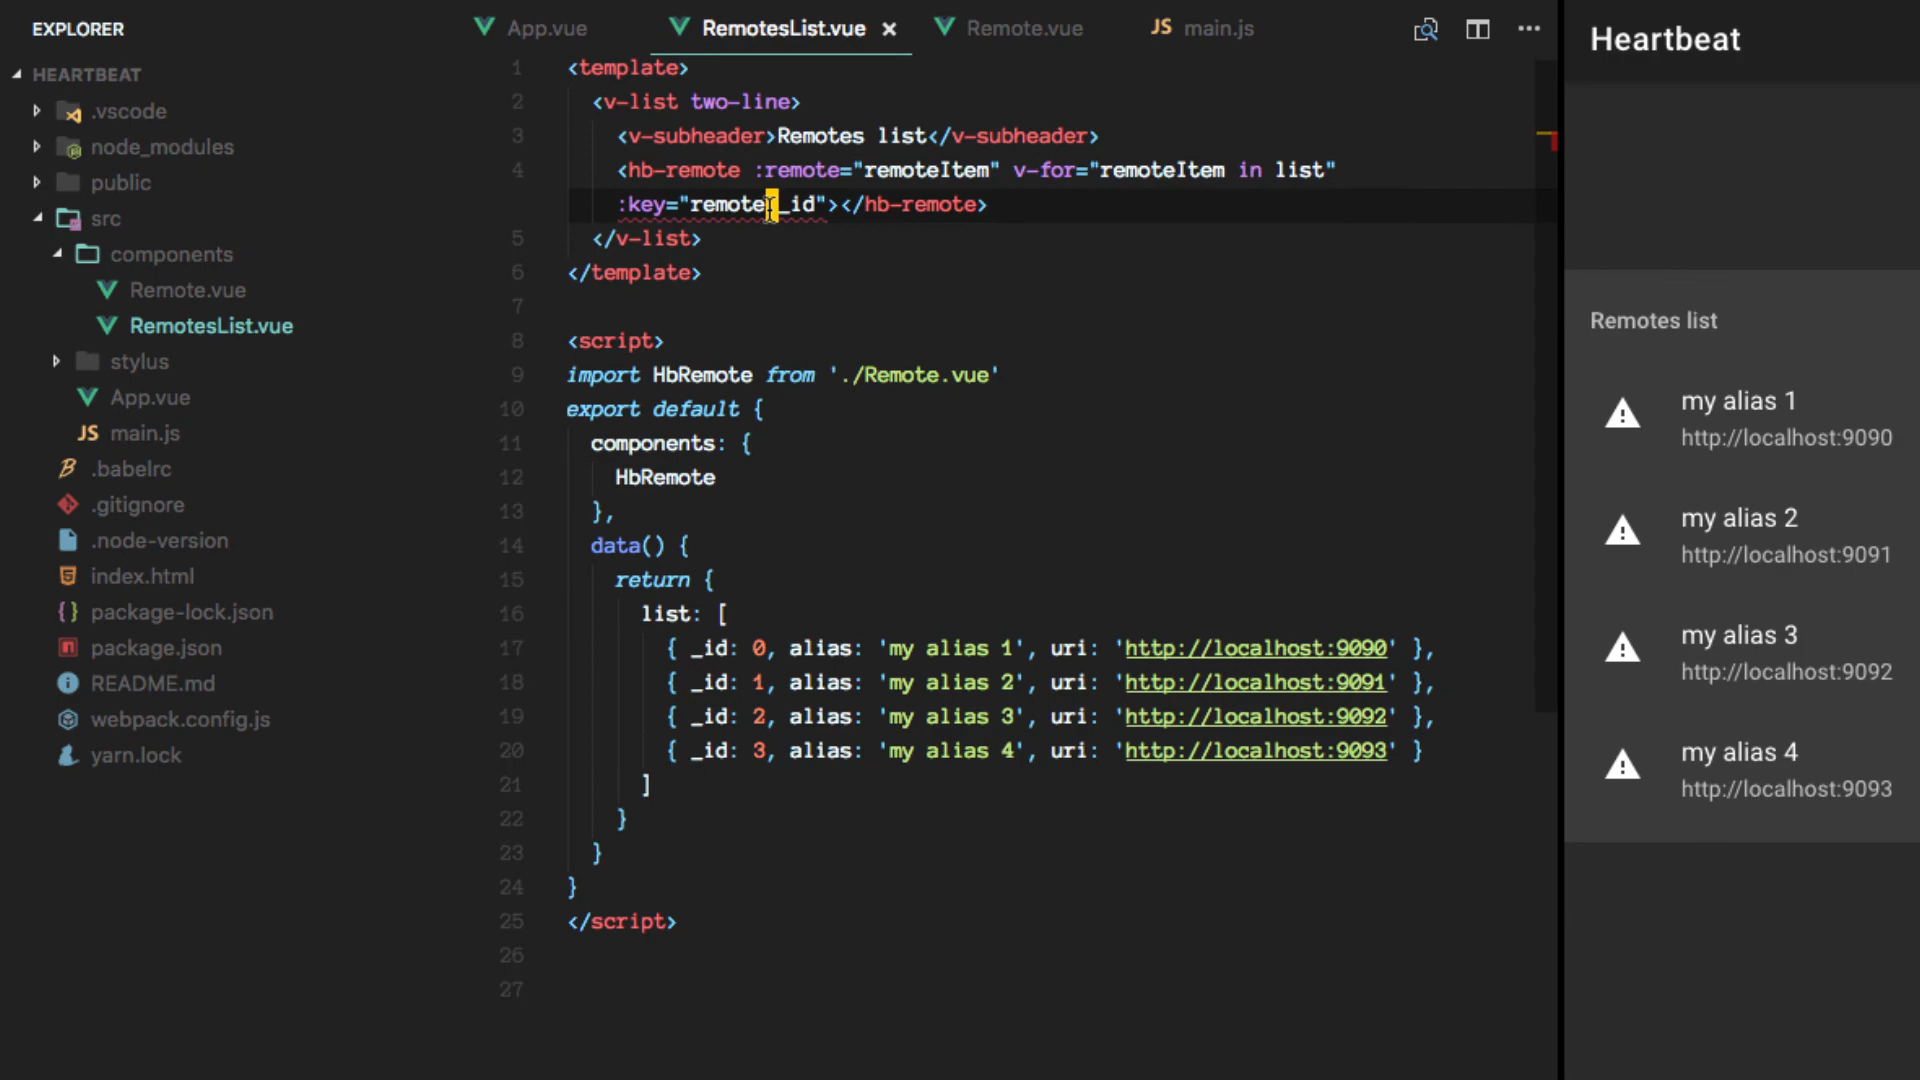 EXPLORER
HEARTBEAT
.vscode
node_modules
public
src
components
Remote.vue
RemotesList.vue
stylus
App.vue
JS main.js
.babelrc
.gitignore
.node-version
index.html
package-lock.json
package.json
README.md
webpack.config.js
yarn.lock
App.vue
RemotesList.vue
Remote.vue
JS main.js
1 <template>
2 <v-list two-line>
3 <v-subheader>Remotes list</v-subheader>
4 <hb-remote :remote="remoteItem" v-for="remoteItem in list"
:key="remote._id"></hb-remote>
5 </v-list>
6 </template>
7
8 <script>
9 import HbRemote from './Remote.vue'
10 export default {
11 components: {
12 HbRemote
13 },
14 data() {
15 return {
16 list: [
17 { _id: 0, alias: 'my alias 1', uri: 'http://localhost:9090' },
18 { _id: 1, alias: 'my alias 2', uri: 'http://localhost:9091' },
19 { _id: 2, alias: 'my alias 3', uri: 'http://localhost:9092' },
20 { _id: 3, alias: 'my alias 4', uri: 'http://localhost:9093' }
21 ]
22 }
23 }
24 }
25 </script>
26
27
Heartbeat
Remotes list
my alias 1
http://localhost:9090
my alias 2
http://localhost:9091
my alias 3
http://localhost:9092
my alias 4
http://localhost:9093